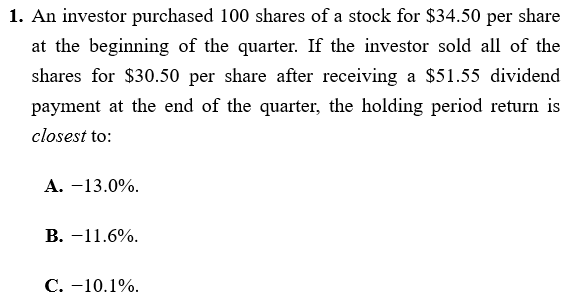 1. An investor purchased 100 shares of a stock for $34.50 per share
at the beginning of the quarter. If the investor sold all of the
shares for $30.50 per share after receiving a $51.55 dividend
payment at the end of the quarter, the holding period return is
closest to:
A. −13.0%.
B. −11.6%.
C. −10.1%.